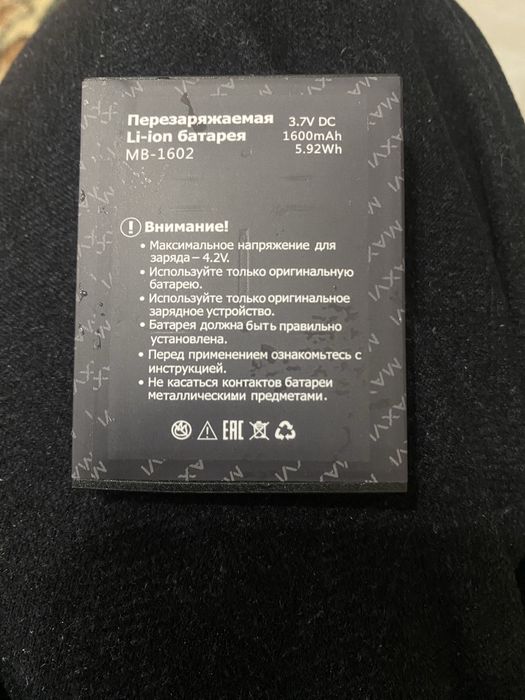 Перезаряжаемая 3.7V DC
Li-ion батарея 1600mAh
MB-1602 5.92Wh
! Внимание!
• Максимальное напряжение для
заряда – 4.2V.
• Используйте только оригинальную
батарею.
• Используйте только оригинальное
зарядное устройство.
• Батарея должна быть правильно
установлена.
• Перед применением ознакомьтесь с
инструкцией.
• Не касаться контактов батареи
металлическими предметами.
EAC
MAXVI